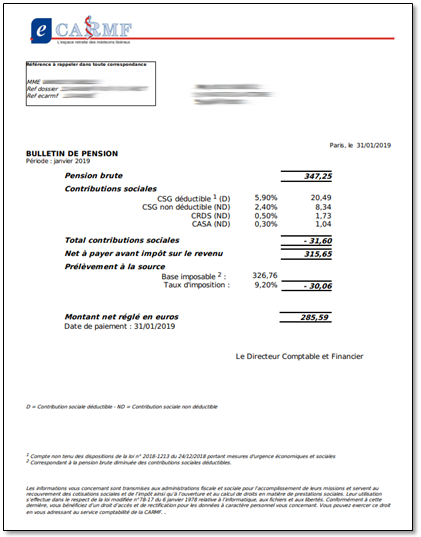 e CARMF
L'espace retraite des médecins libéraux
Référence à rappeler dans toute correspondance
MME
Ref dossier
Ref ecarmf
Paris, le 31/01/2019
BULLETIN DE PENSION
Période : janvier 2019
Pension brute 347,25
Contributions sociales
CSG déductible 1 (D) 5,90% 20,49
CSG non déductible (ND) 2,40% 8,34
CRDS (ND) 0,50% 1,73
CASA (ND) 0,30% 1,04
Total contributions sociales - 31,60
Net à payer avant impôt sur le revenu 315,65
Prélèvement à la source
Base imposable 2 : 326,76
Taux d'imposition : 9,20% - 30,06
Montant net réglé en euros 285,59
Date de paiement : 31/01/2019
Le Directeur Comptable et Financier
D = Contribution sociale déductible - ND = Contribution sociale non déductible
1 Compte non tenu des dispositions de la loi n° 2018-1213 du 24/12/2018 portant mesures d'urgence économiques et sociales
2 Correspondant à la pension brute diminuée des contributions sociales déductibles.
Les informations vous concernant sont transmises aux administrations fiscale et sociale pour l'accomplissement de leurs missions et servent au
recouvrement des cotisations sociales et de l'impôt ainsi qu'à l'ouverture et au calcul de droits en matière de prestations sociales. Leur utilisation
s'effectue dans le respect de la loi modifiée n°78-17 du 6 janvier 1978 relative à l'informatique, aux fichiers et aux libertés. Conformément à cette
dernière, vous bénéficiez d'un droit d'accès et de rectification pour les données à caractère personnel vous concernant. Vous pouvez exercer ce droit
en vous adressant au service comptabilité de la CARMF. .